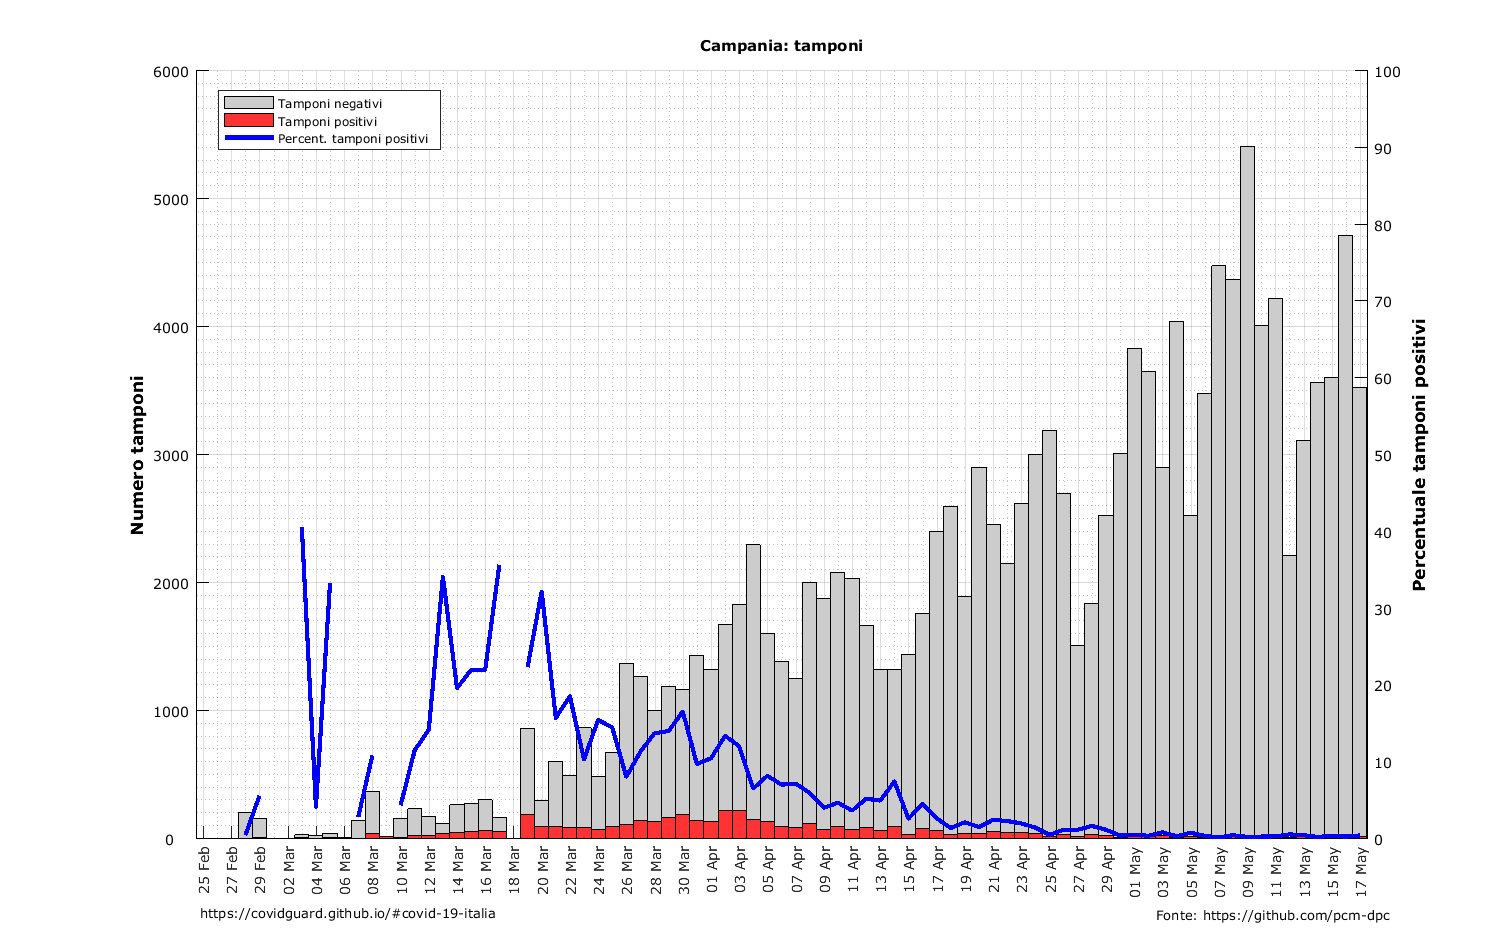 Campania: tamponi
Tamponi negativi
Tamponi positivi
Percent. tamponi positivi
Numero tamponi
6000
5000
4000
3000
2000
1000
0
Percentuale tamponi positivi
100
90
80
70
60
50
40
30
20
10
0
25 Feb
27 Feb
29 Feb
02 Mar
04 Mar
06 Mar
08 Mar
10 Mar
12 Mar
14 Mar
16 Mar
18 Mar
20 Mar
22 Mar
24 Mar
26 Mar
28 Mar
30 Mar
01 Apr
03 Apr
05 Apr
07 Apr
09 Apr
11 Apr
13 Apr
15 Apr
17 Apr
19 Apr
21 Apr
23 Apr
25 Apr
27 Apr
29 Apr
01 May
03 May
05 May
07 May
09 May
11 May
13 May
15 May
17 May
https://covidguard.github.io/#covid-19-italia
Fonte: https://github.com/pcm-dpc